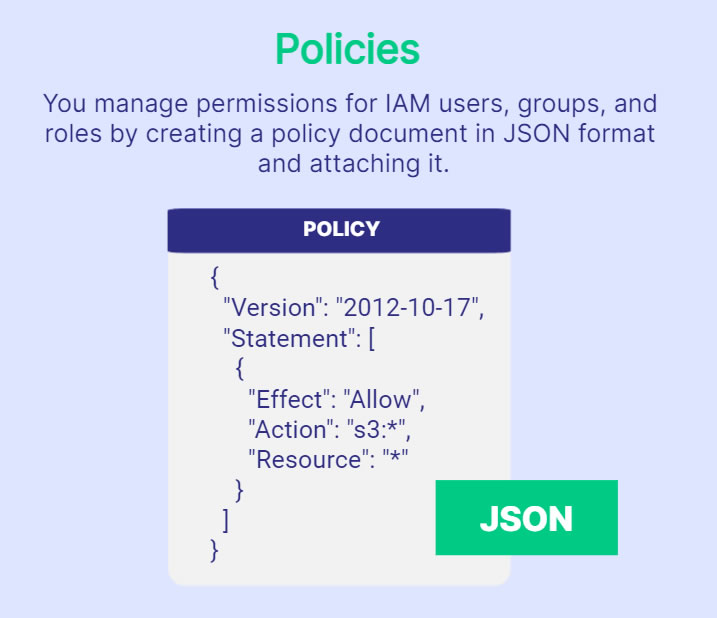 Policies
You manage permissions for IAM users, groups, and
roles by creating a policy document in JSON format
and attaching it.
POLICY
{
"Version": "2012-10-17",
"Statement": [
{
"Effect": "Allow",
"Action": "s3:*",
"Resource": "*"
}
]
}
JSON